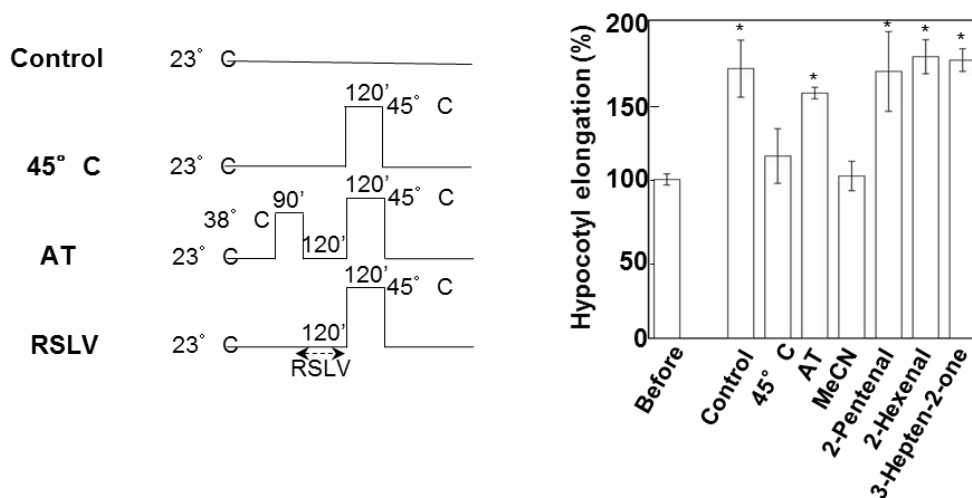 Control 23° C
120'
45° C
45° C 23° C
120'
90' 45° C
38° C
AT 23° C 120'
120'
45° C
RSLV 23° C 120'
RSLV
Hypocotyl elongation (%)
200
150
100
50
0
Before
Control
45° C
AT
MeCN
2-Pentenal
2-Hexenal
3-Hepten-2-one
* * * * *